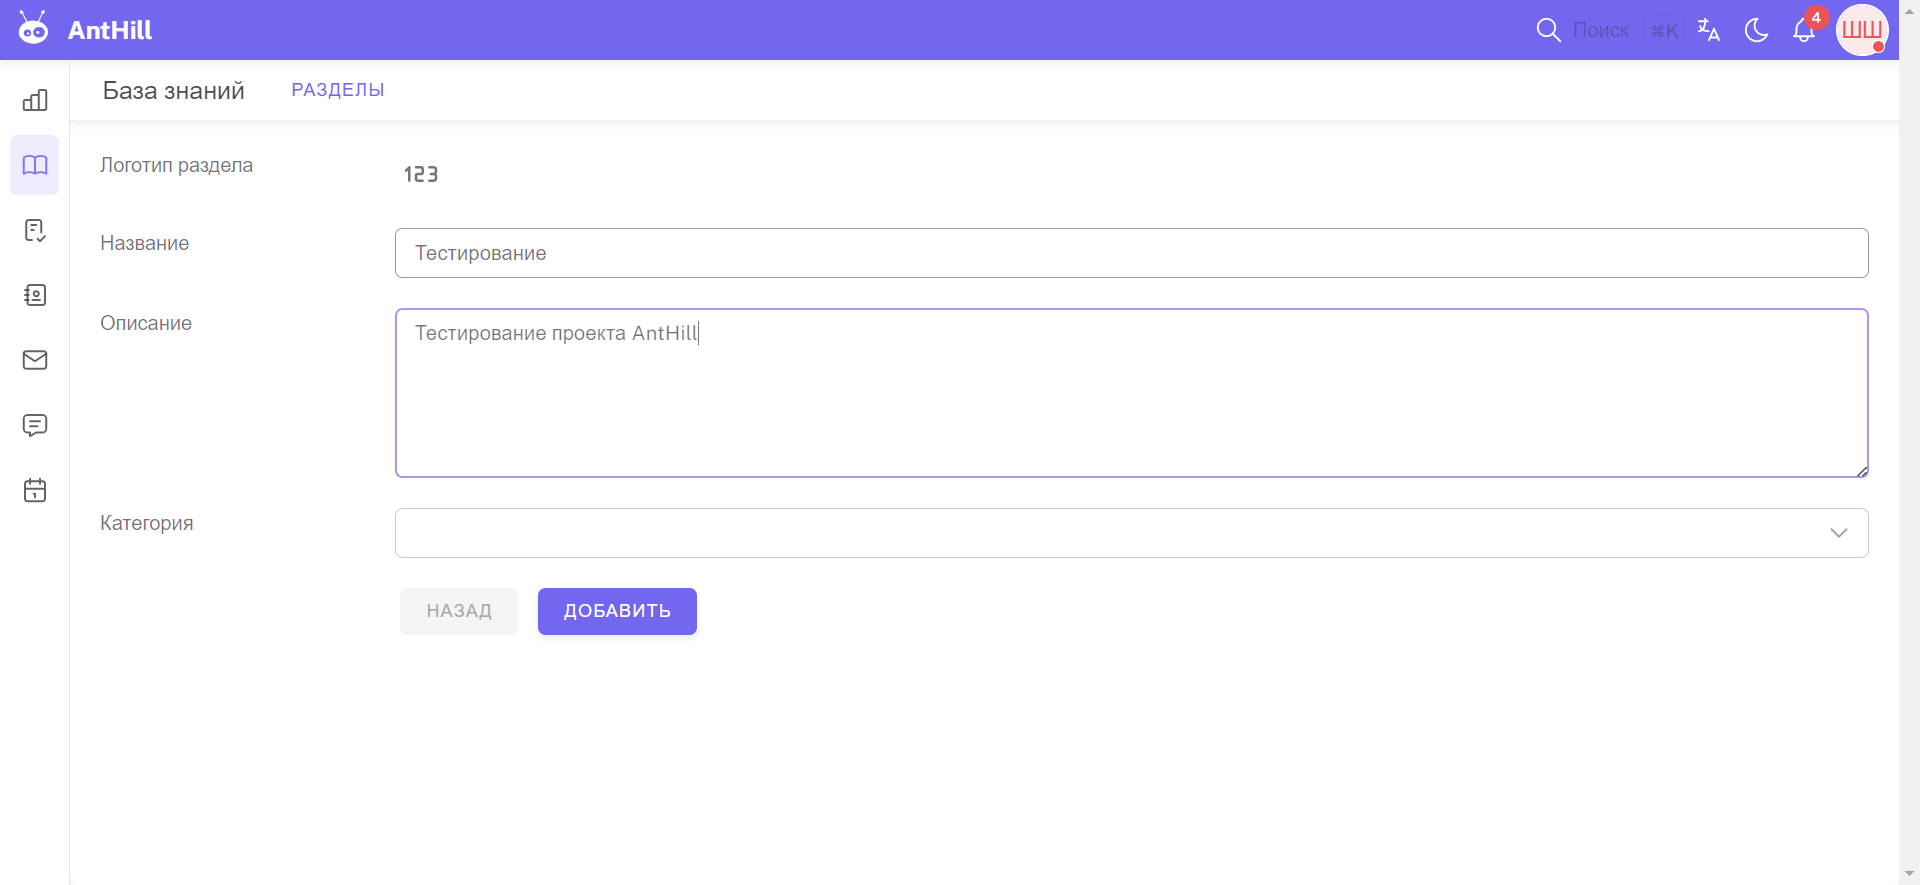 AntHill
Поиск ⌘K
4
ШШ
База знаний
РАЗДЕЛЫ
Логотип раздела
123
Название
Тестирование
Описание
Тестирование проекта AntHill
Категория
НАЗАД
ДОБАВИТЬ